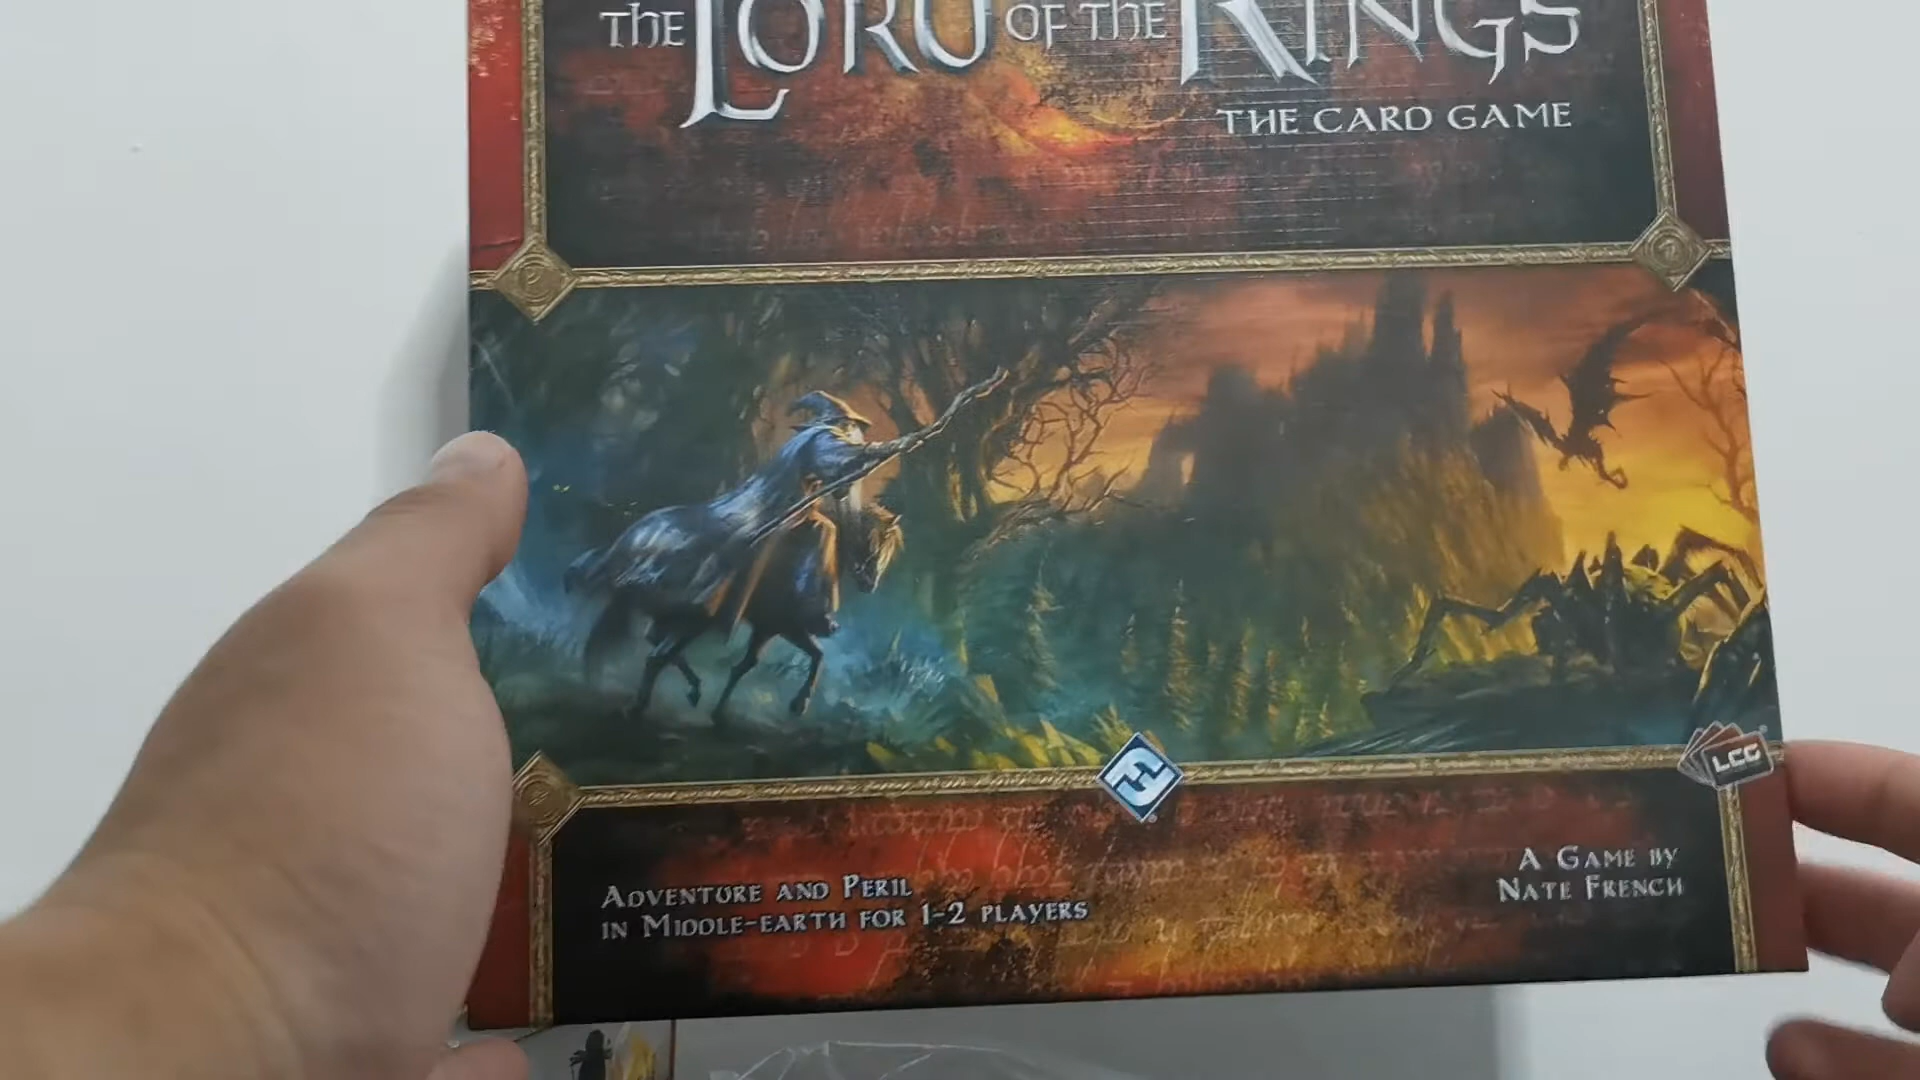 THE LORD OF THE RINGS
THE CARD GAME
LCG
ADVENTURE AND PERIL
IN MIDDLE-EARTH FOR 1-2 PLAYERS
A GAME BY
NATE FRENCH